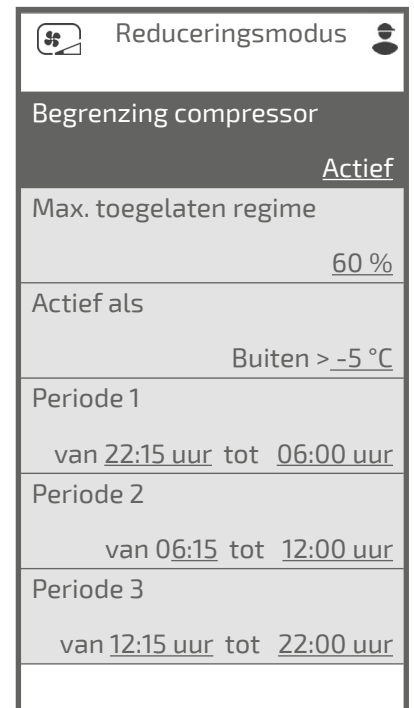 Reduceringsmodus
Begrenzing compressor
Actief
Max. toegelaten regime
60 %
Actief als
Buiten > -5 °C
Periode 1
van 22:15 uur tot 06:00 uur
Periode 2
van 06:15 tot 12:00 uur
Periode 3
van 12:15 uur tot 22:00 uur